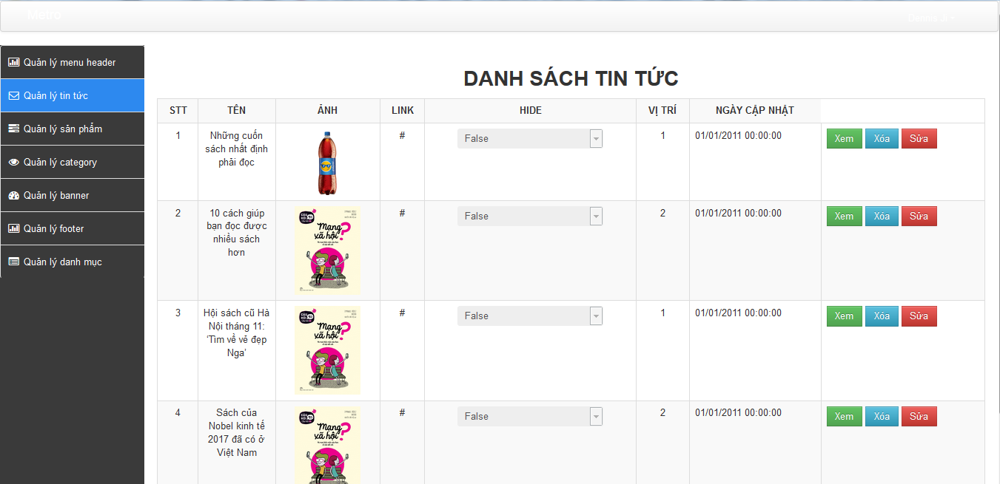 Metro
Quản lý menu header
Quản lý tin tức
Quản lý sản phẩm
Quản lý category
Quản lý banner
Quản lý footer
Quản lý danh mục
DANH SÁCH TIN TỨC
STT TÊN ẢNH LINK HIDE VỊ TRÍ NGÀY CẬP NHẬT
1 Những cuốn # False 1 01/01/2011 00:00:00 Xem Xóa Sửa
sách nhất định
phải đọc
2 10 cách giúp # False 2 01/01/2011 00:00:00 Xem Xóa Sửa
bạn đọc được
nhiều sách
hơn
Mạng
xã hội?
3 Hội sách cũ Hà # False 1 01/01/2011 00:00:00 Xem Xóa Sửa
Nội tháng 11:
‘Tìm về vẻ đẹp
Nga’
Mạng
xã hội?
4 Sách của # False 2 01/01/2011 00:00:00 Xem Xóa Sửa
Nobel kinh tế
2017 đã có ở
Việt Nam
Mạng
xã hội?